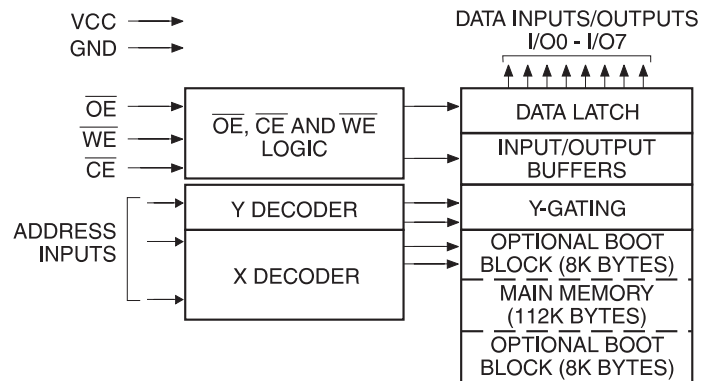 VCC
GND
OE
WE
CE
ADDRESS
INPUTS
OE, CE AND WE
LOGIC
Y DECODER
X DECODER
DATA INPUTS/OUTPUTS
I/O0 - I/O7
DATA LATCH
INPUT/OUTPUT
BUFFERS
Y-GATING
OPTIONAL BOOT
BLOCK (8K BYTES)
MAIN MEMORY
(112K BYTES)
OPTIONAL BOOT
BLOCK (8K BYTES)